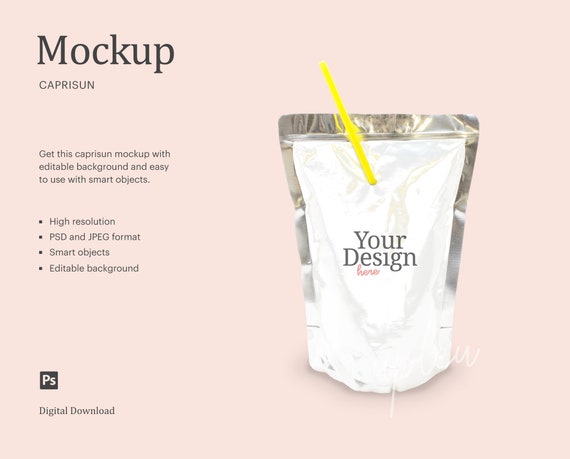 Mockup
CAPRISUN
Get this caprisun mockup with
editable background and easy
to use with smart objects.
▪ High resolution
▪ PSD and JPEG format
▪ Smart objects
▪ Editable background
Ps
Digital Download
Your
Design
here